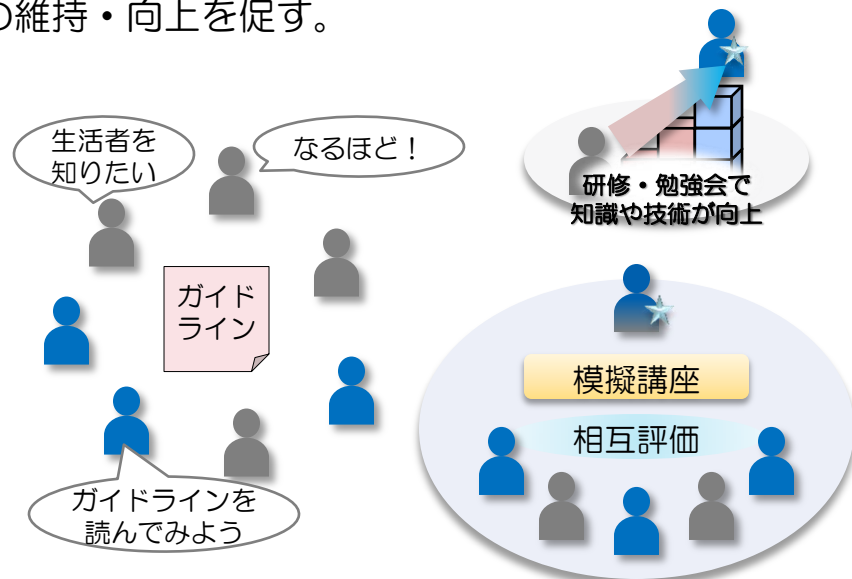 の維持・向上を促す。
生活者を
知りたい
なるほど！
ガイド
ライン
ガイドラインを
読んでみよう
研修・勉強会で
知識や技術が向上
模擬講座
相互評価